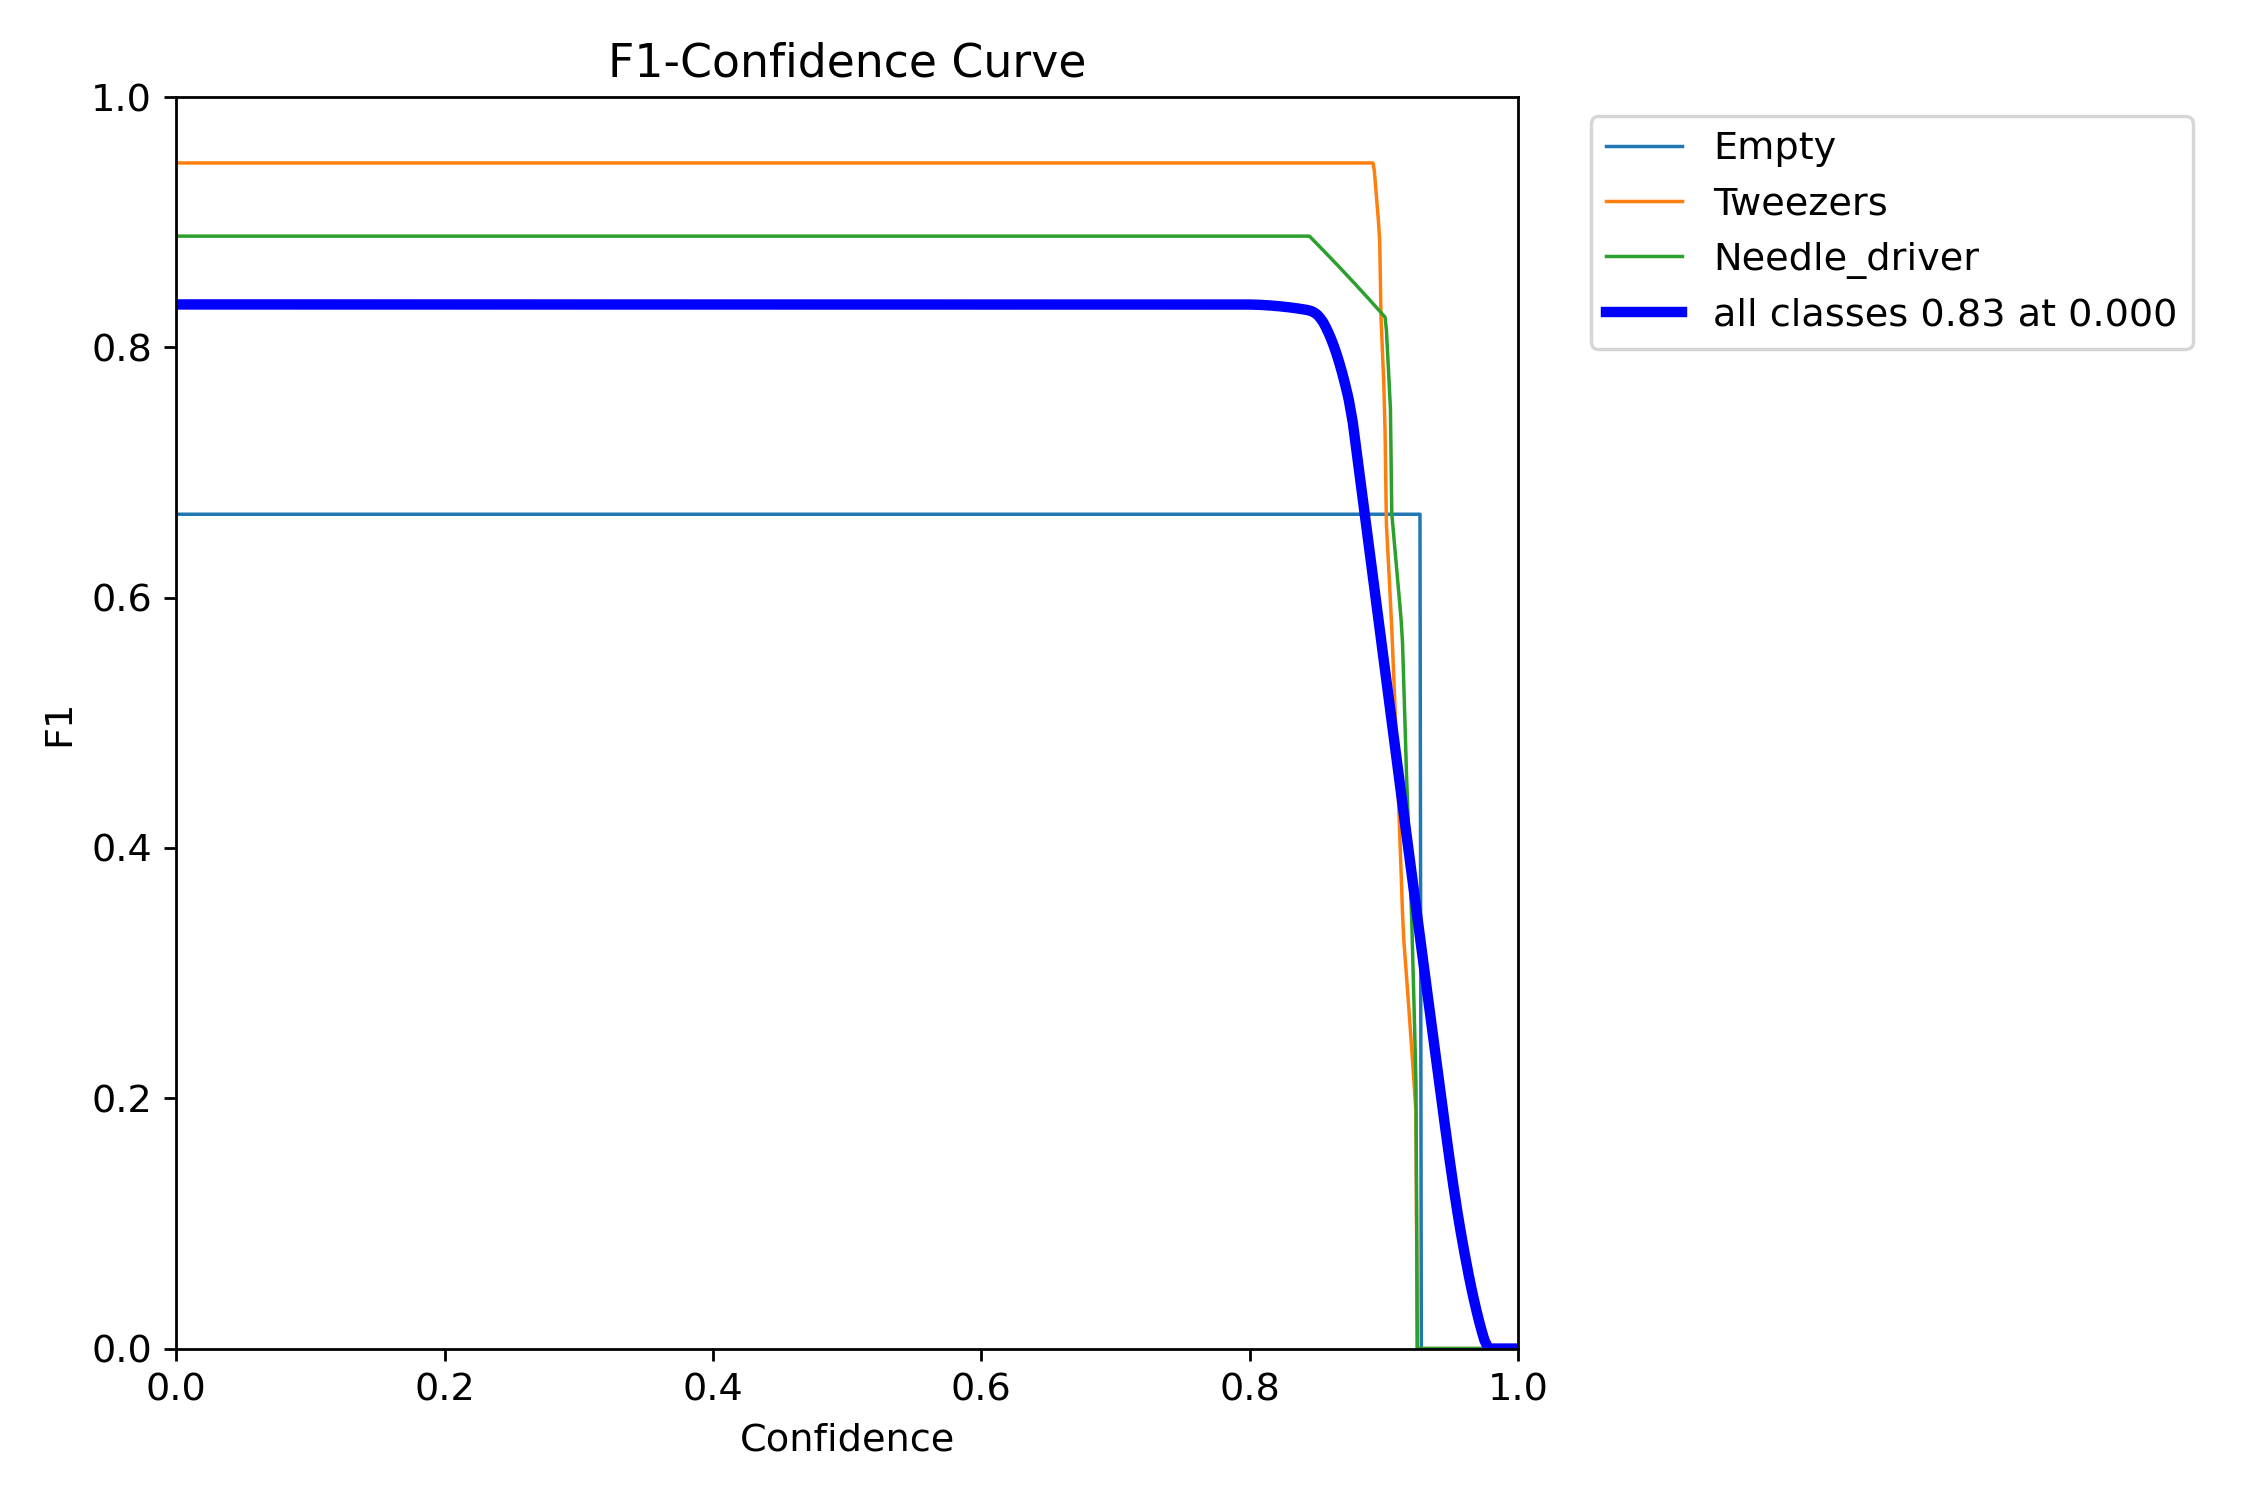 F1-Confidence Curve
1.0
0.8
0.6
0.4
0.2
0.0
F1
0.0 0.2 0.4 0.6 0.8 1.0
Confidence
Empty
Tweezers
Needle_driver
all classes 0.83 at 0.000